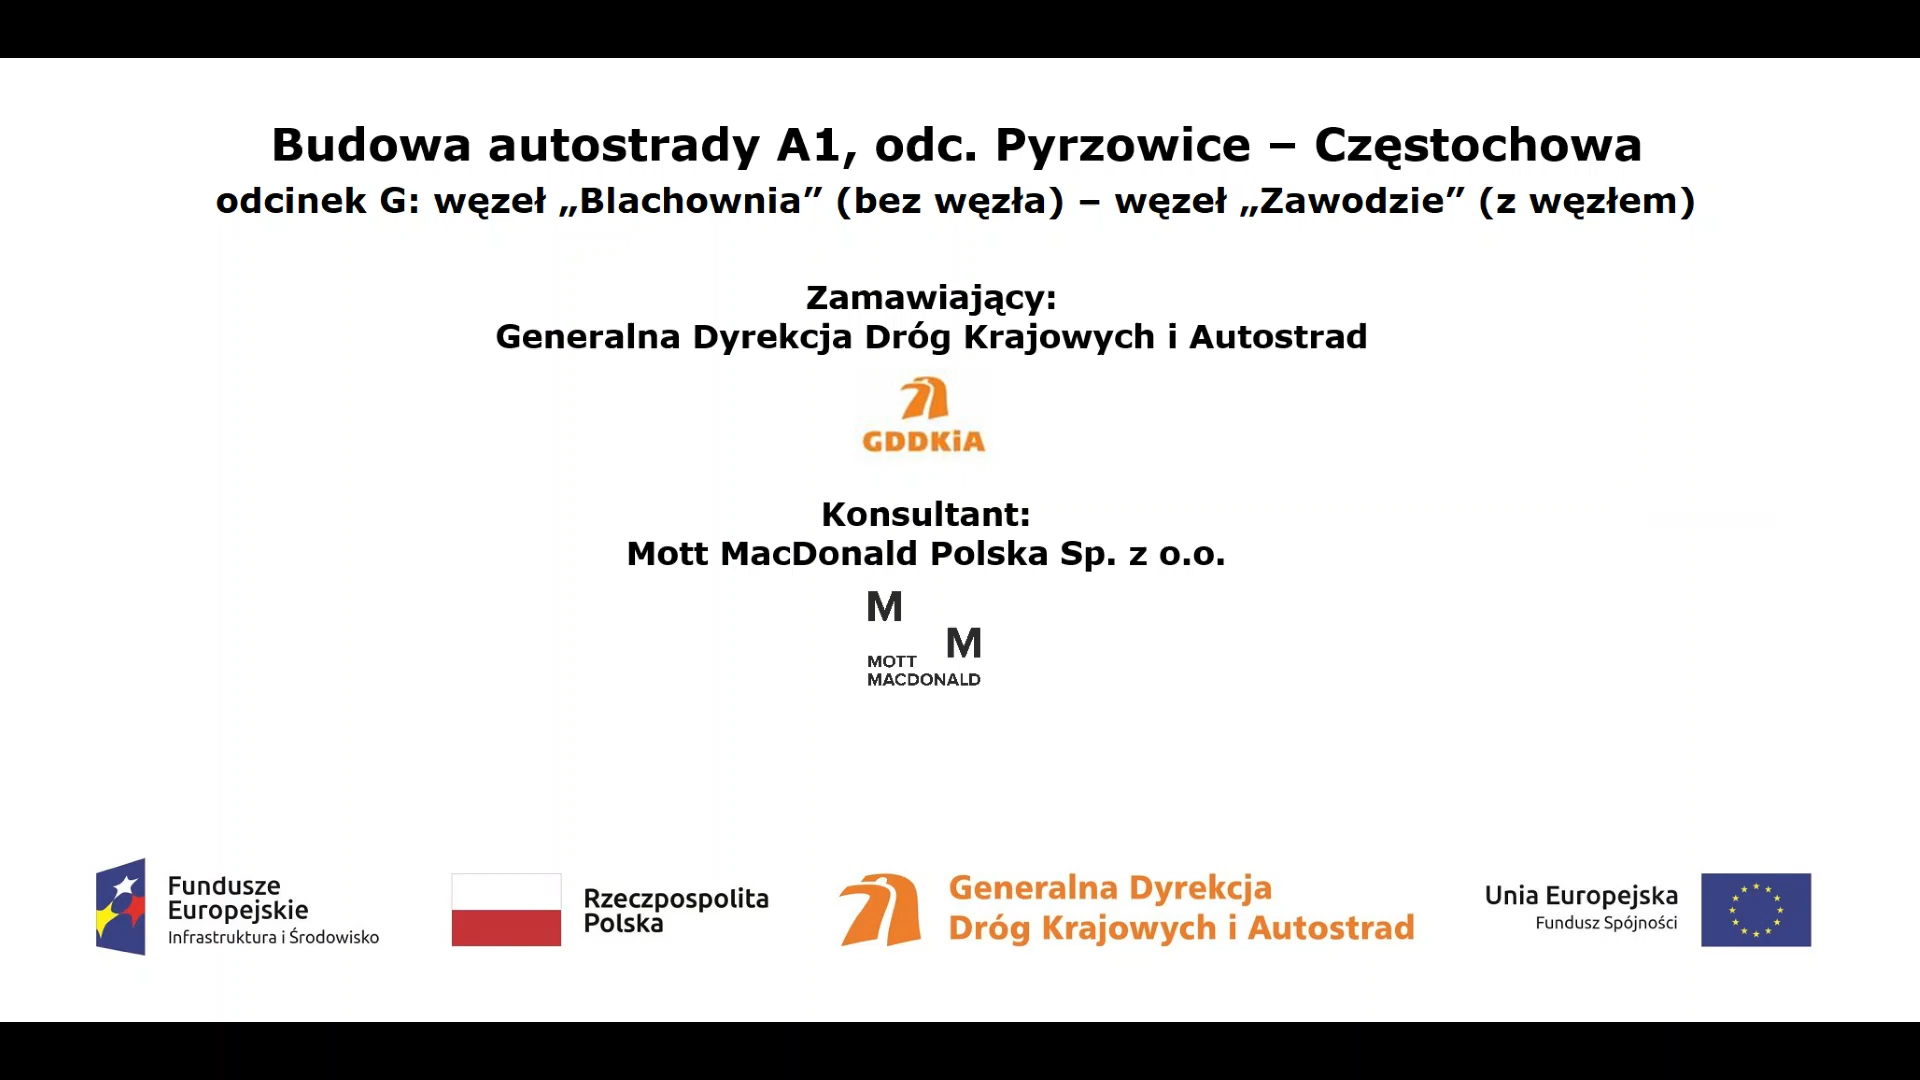 Budowa autostrady A1, odc. Pyrzowice – Częstochowa
odcinek G: węzeł „Blachownia” (bez węzła) – węzeł „Zawodzie” (z węzłem)
Zamawiający:
Generalna Dyrekcja Dróg Krajowych i Autostrad
GDDKiA
Konsultant:
Mott MacDonald Polska Sp. z o.o.
M
M
MOTT
MACDONALD
Fundusze
Europejskie
Infrastruktura i Środowisko
Rzeczpospolita
Polska
Generalna Dyrekcja
Dróg Krajowych i Autostrad
Unia Europejska
Fundusz Spójności